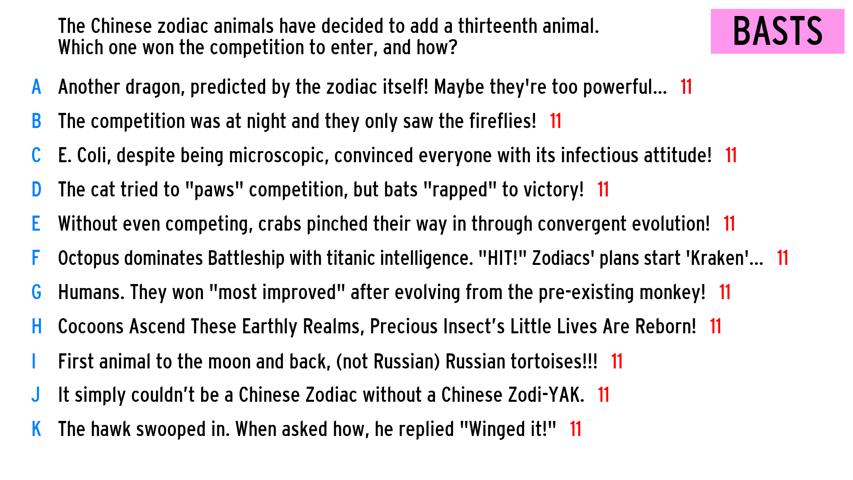 The Chinese zodiac animals have decided to add a thirteenth animal.
Which one won the competition to enter, and how?
BASTS
A Another dragon, predicted by the zodiac itself! Maybe they're too powerful... 11
B The competition was at night and they only saw the fireflies! 11
C E. Coli, despite being microscopic, convinced everyone with its infectious attitude! 11
D The cat tried to "paws" competition, but bats "rapped" to victory! 11
E Without even competing, crabs pinched their way in through convergent evolution! 11
F Octopus dominates Battleship with titanic intelligence. "HIT!" Zodiacs' plans start 'Kraken'... 11
G Humans. They won "most improved" after evolving from the pre-existing monkey! 11
H Cocoons Ascend These Earthly Realms, Precious Insect’s Little Lives Are Reborn! 11
I First animal to the moon and back, (not Russian) Russian tortoises!!! 11
J It simply couldn’t be a Chinese Zodiac without a Chinese Zodi-YAK. 11
K The hawk swooped in. When asked how, he replied "Winged it!" 11